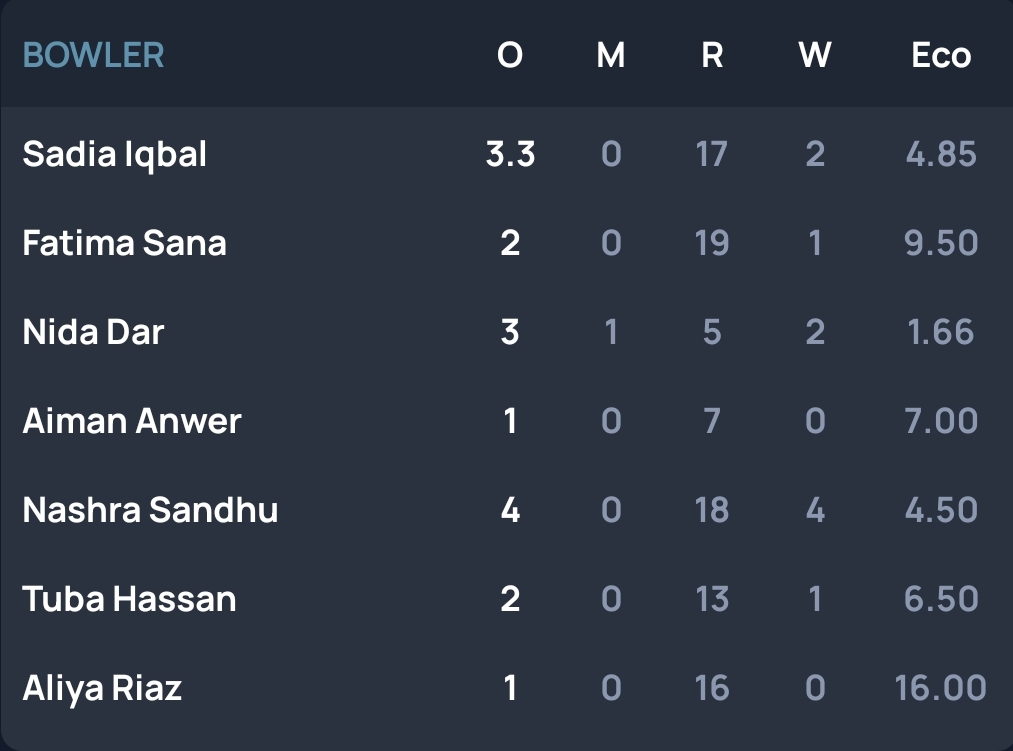 BOWLER O M R W Eco
Sadia Iqbal 3.3 0 17 2 4.85
Fatima Sana 2 0 19 1 9.50
Nida Dar 3 1 5 2 1.66
Aiman Anwer 1 0 7 0 7.00
Nashra Sandhu 4 0 18 4 4.50
Tuba Hassan 2 0 13 1 6.50
Aliya Riaz 1 0 16 0 16.00